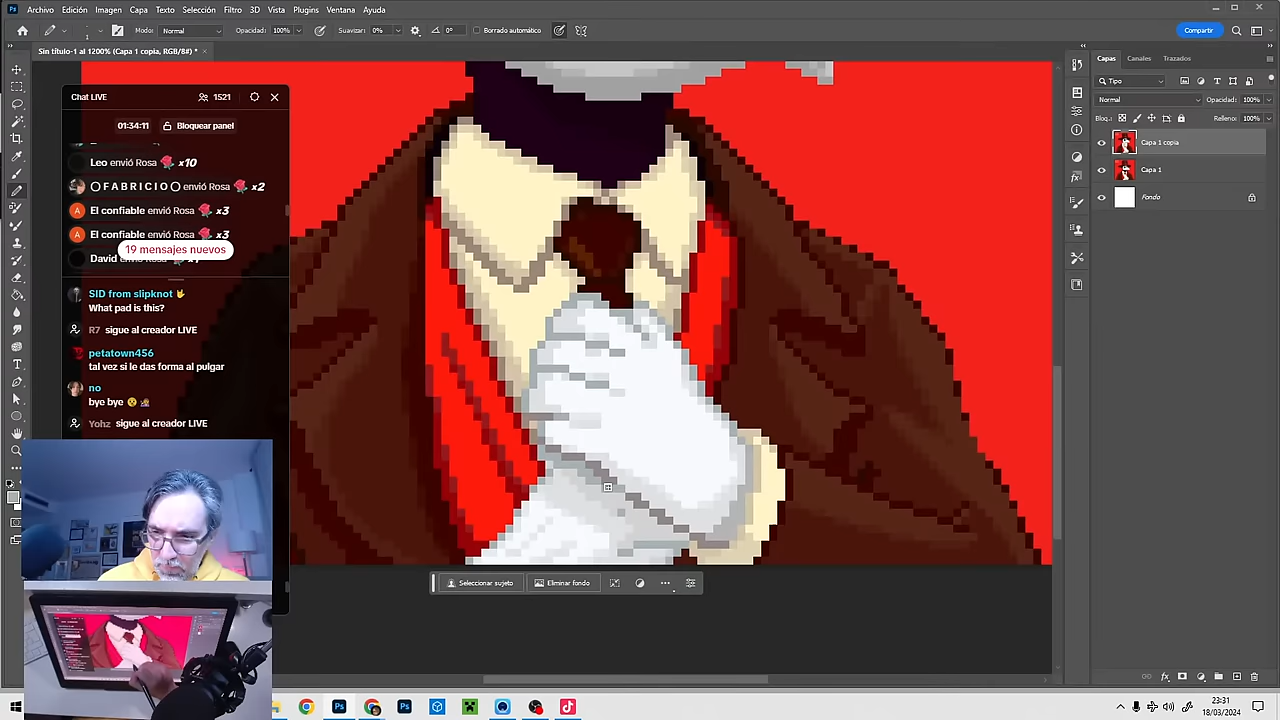 Archivo Edición Imagen Capa Texto Selección Filtro 3D Vista Plugins Ventana Ayuda
Modo: Normal Opacidad: 100% Suavizar: 0% 0° Borrado automático Compartir
Sin título-1 al 1200% (Capa 1 copia, RGB/8#) *
Capas Canales Trazados
Tipo
Normal Opacidad: 100%
Bloq.: Relleno: 100%
Capa 1 copia
Capa 1
Fondo
Chat LIVE 1521
01:34:11 Bloquear panel
Leo envió Rosa x10
FABRICIO envió Rosa x2
El confiable envió Rosa x3
El confiable envió Rosa x3
19 mensajes nuevos
David envió Rosa
SID from slipknot
What pad is this?
R7 sigue al creador LIVE
petatown456
tal vez si le das forma al pulgar
no
bye bye
Yohz sigue al creador LIVE
Seleccionar sujeto Eliminar fondo
23:31
18/03/2024